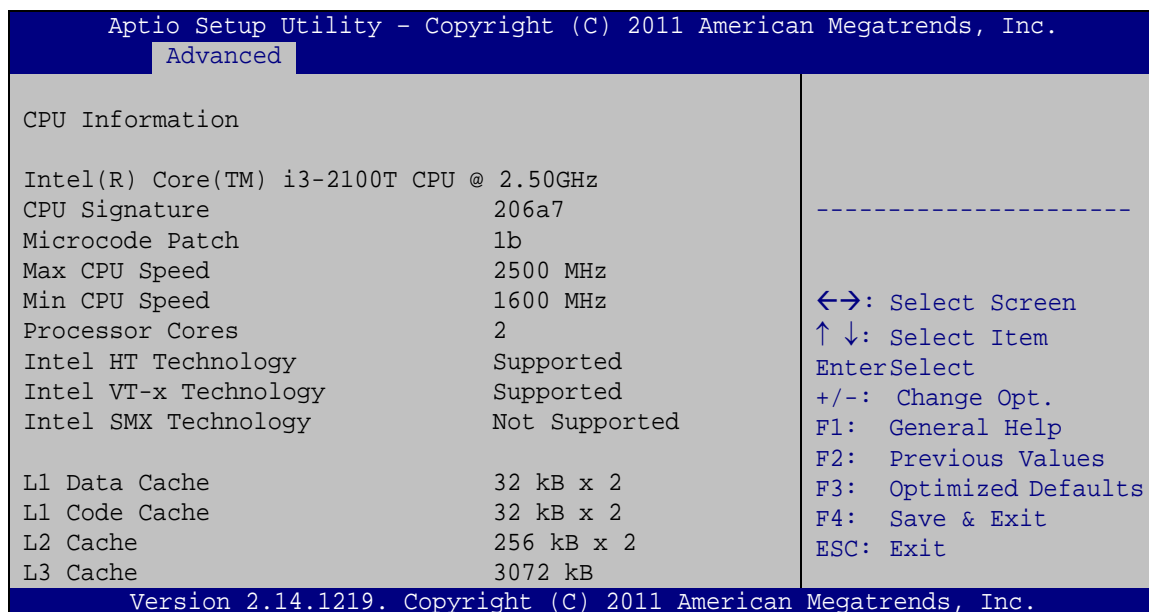 Aptio Setup Utility – Copyright (C) 2011 American Megatrends, Inc.
Advanced
CPU Information
Intel(R) Core(TM) i3-2100T CPU @ 2.50GHz
CPU Signature 206a7
Microcode Patch 1b
Max CPU Speed 2500 MHz
Min CPU Speed 1600 MHz
Processor Cores 2
Intel HT Technology Supported
Intel VT-x Technology Supported
Intel SMX Technology Not Supported
L1 Data Cache 32 kB x 2
L1 Code Cache 32 kB x 2
L2 Cache 256 kB x 2
L3 Cache 3072 kB
----------------------
←→: Select Screen
↑ ↓: Select Item
EnterSelect
+/-: Change Opt.
F1: General Help
F2: Previous Values
F3: Optimized Defaults
F4: Save & Exit
ESC: Exit
Version 2.14.1219. Copyright (C) 2011 American Megatrends, Inc.